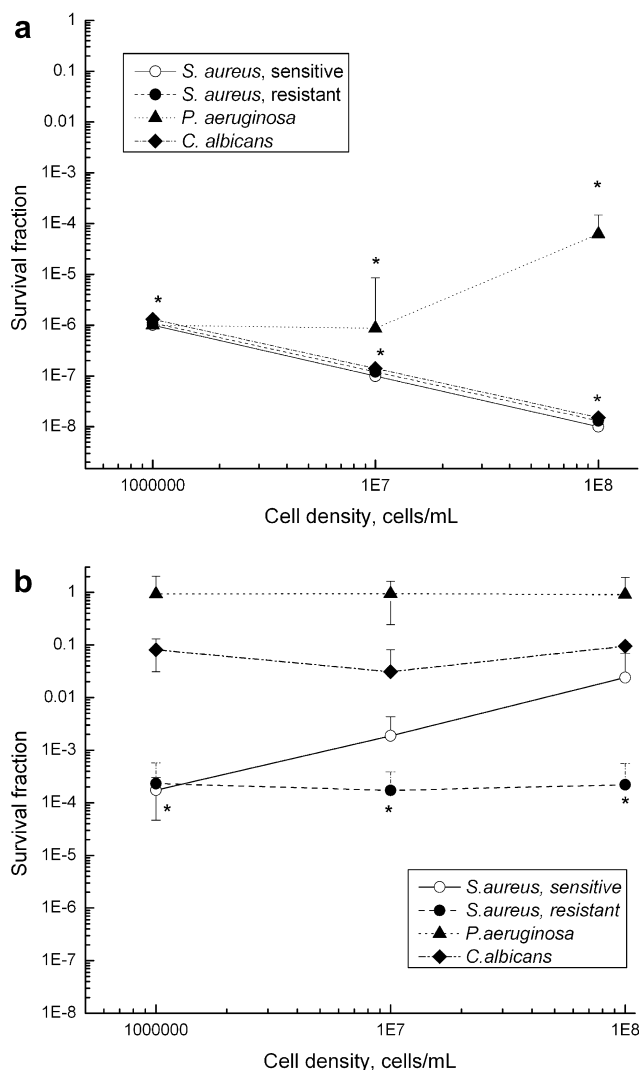 a
1
0.1
0.01
1E-3
1E-4
1E-5
1E-6
1E-7
1E-8
Survival fraction
S. aureus, sensitive
S. aureus, resistant
P. aeruginosa
C. albicans
*
*
*
*
*
1000000
1E7
1E8
Cell density, cells/mL
b
1
0.1
0.01
1E-3
1E-4
1E-5
1E-6
1E-7
1E-8
Survival fraction
*
*
*
S.aureus, sensitive
S.aureus, resistant
P.aeruginosa
C.albicans
1000000
1E7
1E8
Cell density, cells/mL